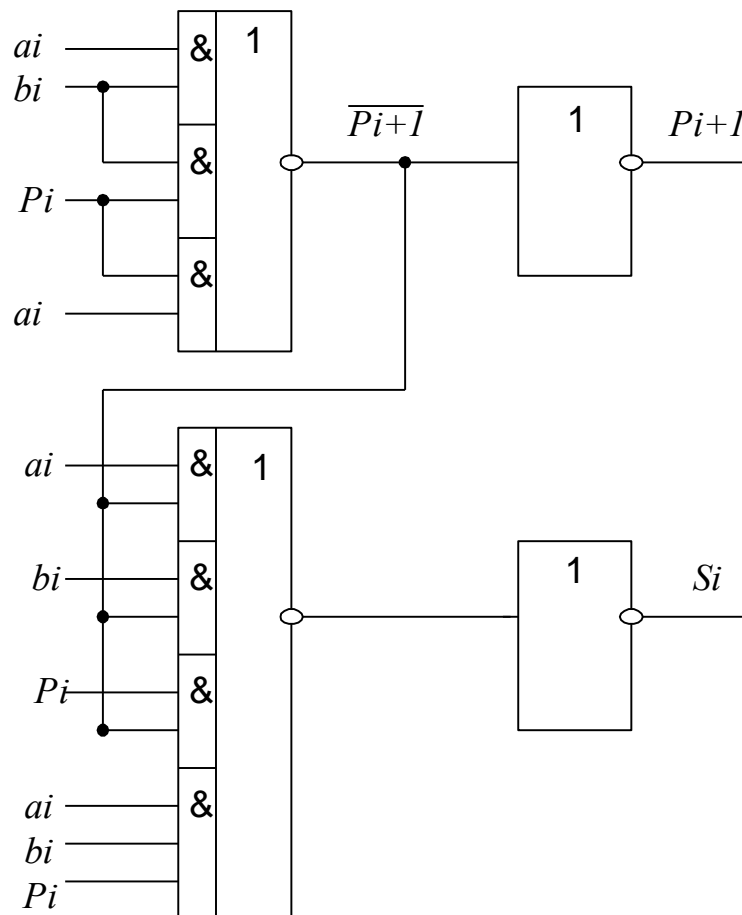 ai & 1
bi
$\overline{Pi+1}$ 1 Pi+1
&
Pi
&
ai
ai & 1
bi & 1 Si
Pi &
ai &
bi
Pi